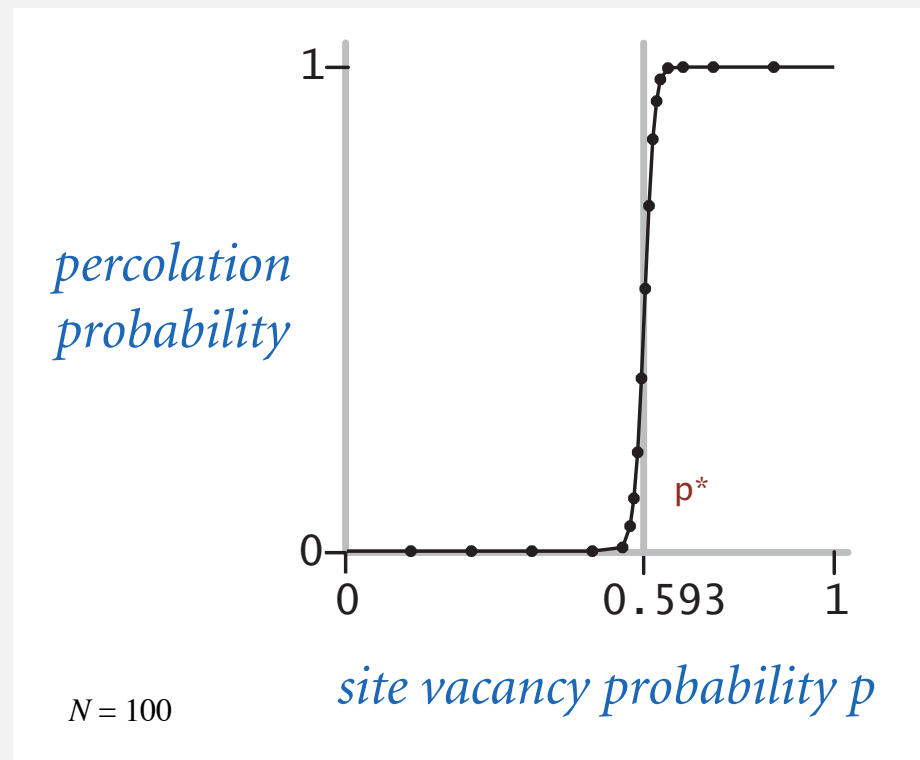 1
percolation
probability
p*
0
0
0.593
1
site vacancy probability p
N = 100